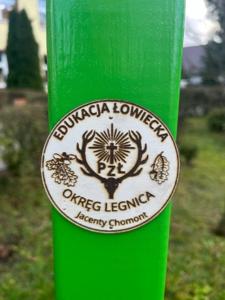 EDUKACJA ŁOWIECKA
PZŁ
OKRĘG LEGNICA
Jacenty Chomont